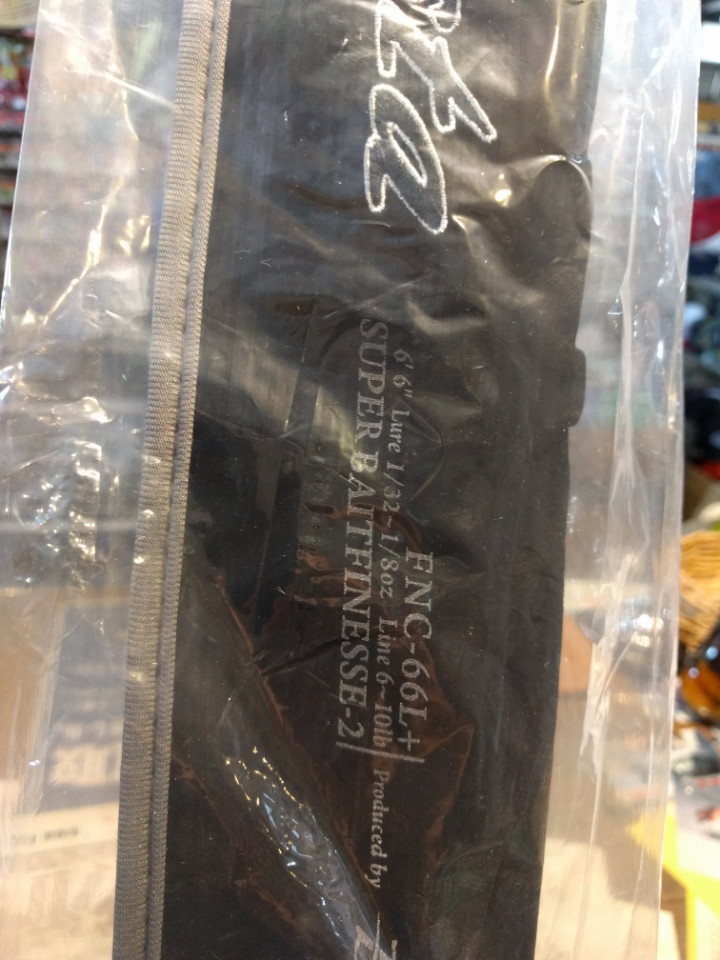 FNC-66L+
6'6" Lure 1/32~1/8oz Line 6~10lb Produced by
SUPER BAITFINESSE-2